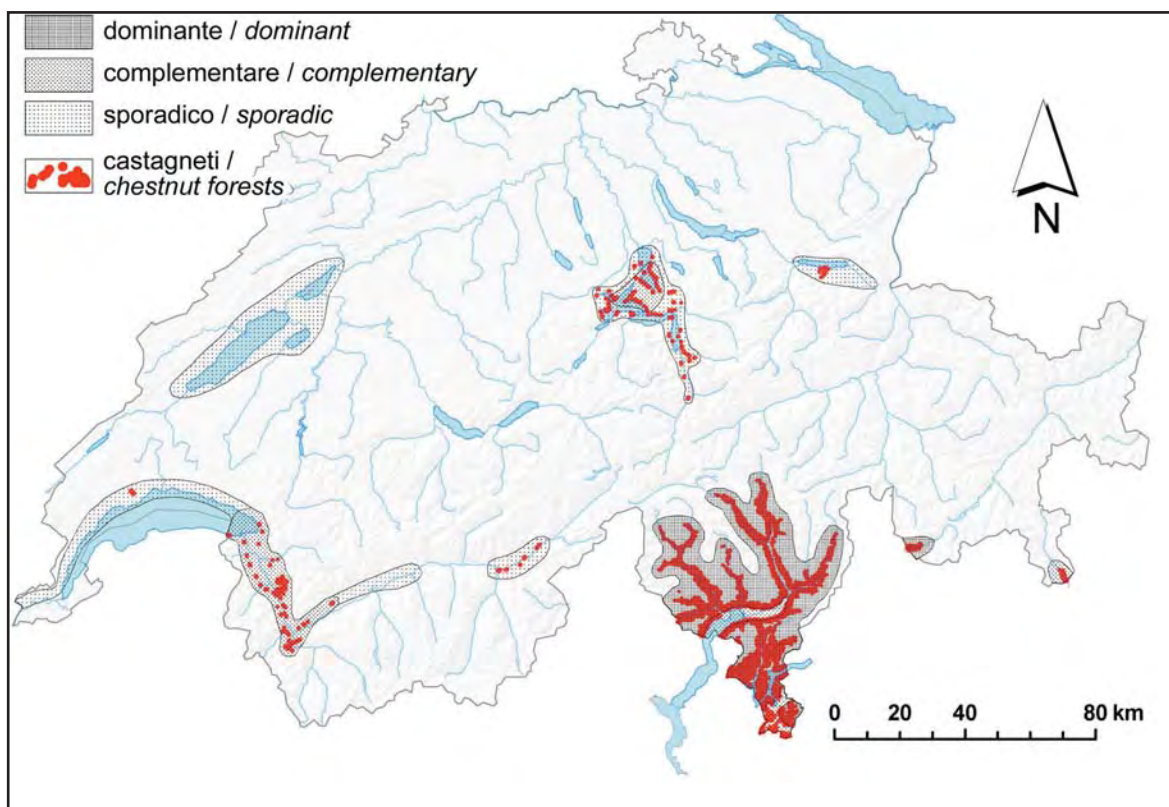 dominante / dominant
complementare / complementary
sporadico / sporadic
castagneti /
chestnut forests
N
0 20 40 80 km